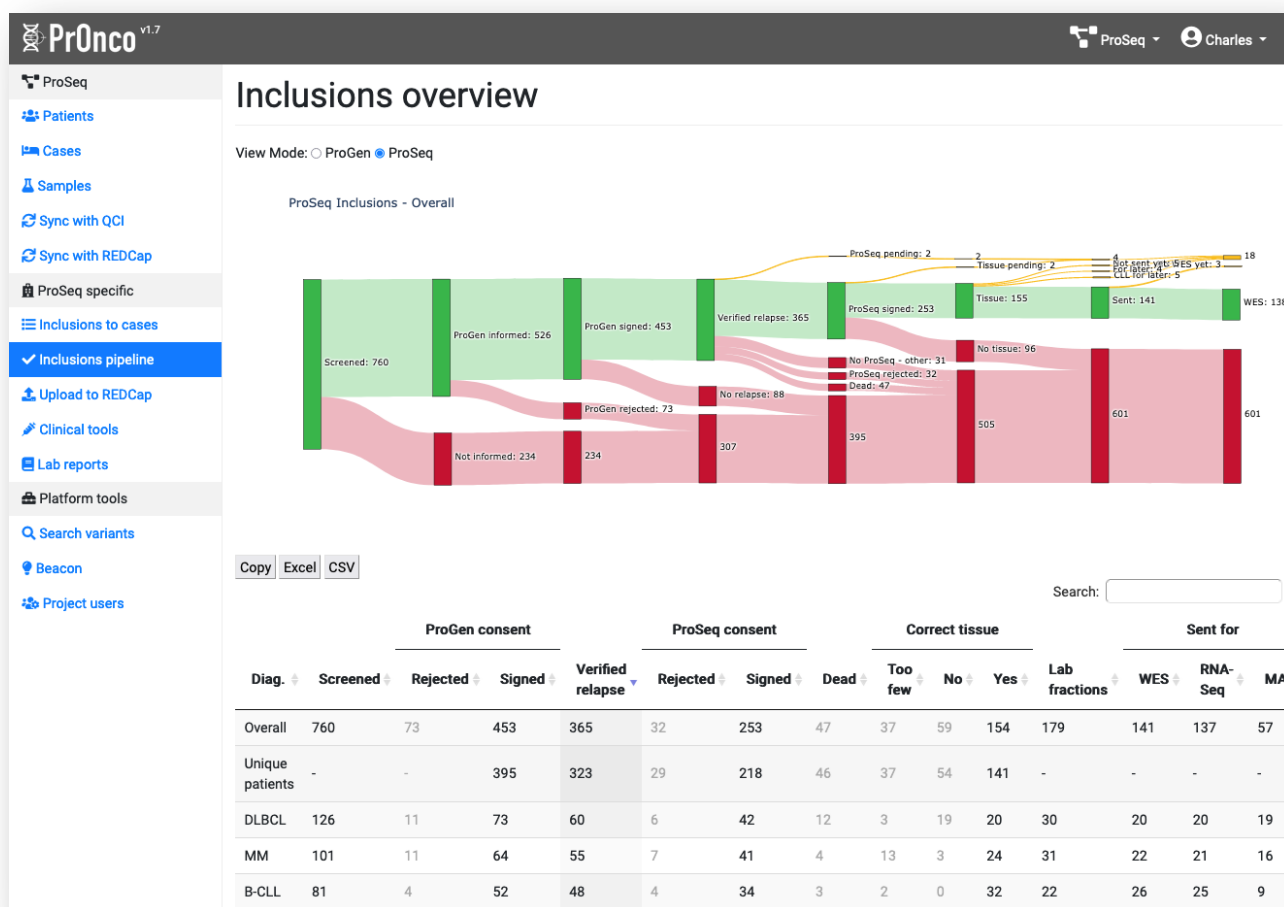 PrOnco v1.7
ProSeq
Charles
ProSeq
Patients
Cases
Samples
Sync with QCI
Sync with REDCap
ProSeq specific
Inclusions to cases
Inclusions pipeline
Upload to REDCap
Clinical tools
Lab reports
Platform tools
Search variants
Beacon
Project users
Inclusions overview
View Mode: ProGen ProSeq
ProSeq Inclusions - Overall
Screened: 760
ProGen informed: 526
Not informed: 234
ProGen signed: 453
ProGen rejected: 73
234
Verified relapse: 365
No relapse: 88
307
ProSeq pending: 2
ProSeq signed: 253
No ProSeq - other: 31
ProSeq rejected: 32
Dead: 47
395
2
Tissue pending: 2
Tissue: 155
No tissue: 96
505
4
Not sent yet: 5
For later: 4
CLL for later: 5
Sent: 141
601
18
WES yet: 3
WES: 138
601
Copy Excel CSV
Search:
ProGen consent ProSeq consent Correct tissue Sent for
Diag. Screened Rejected Signed Verified relapse Rejected Signed Dead Too few No Yes Lab fractions WES RNA-Seq MA
Overall 760 73 453 365 32 253 47 37 59 154 179 141 137 57
Unique patients - - 395 323 29 218 46 37 54 141 - - - -
DLBCL 126 11 73 60 6 42 12 3 19 20 30 20 20 19
MM 101 11 64 55 7 41 4 13 3 24 31 22 21 16
B-CLL 81 4 52 48 4 34 3 2 0 32 22 26 25 9